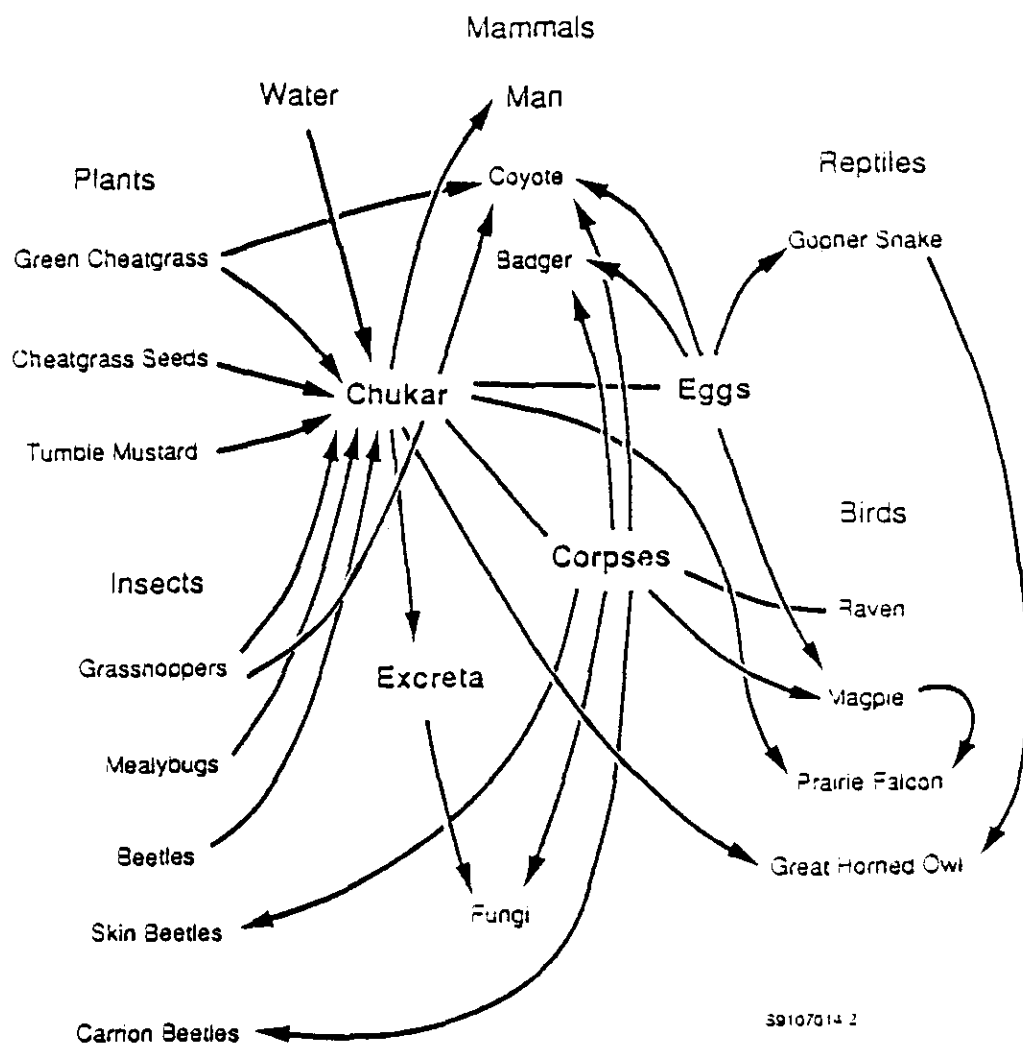 Mammals
Water
Man
Plants
Coyote
Reptiles
Green Cheatgrass
Badger
Gopher Snake
Cheatgrass Seeds
Chukar
Eggs
Tumble Mustard
Birds
Corpses
Insects
Raven
Grasshoppers
Excreta
Magpie
Mealybugs
Prairie Falcon
Beetles
Great Horned Owl
Fungi
Skin Beetles
Carrion Beetles
S9107014 2